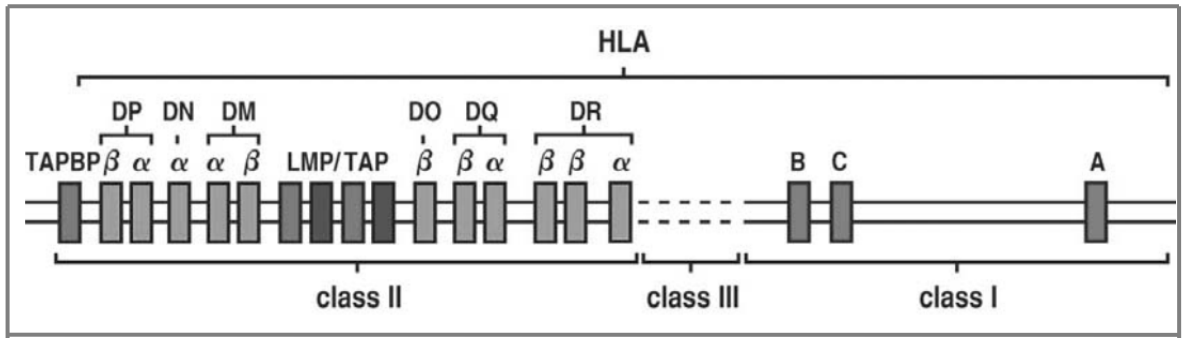 HLA
DP DN DM DO DQ DR
TAPBP β α α α β LMP/TAP β β α β β α B C A
class II class III class I